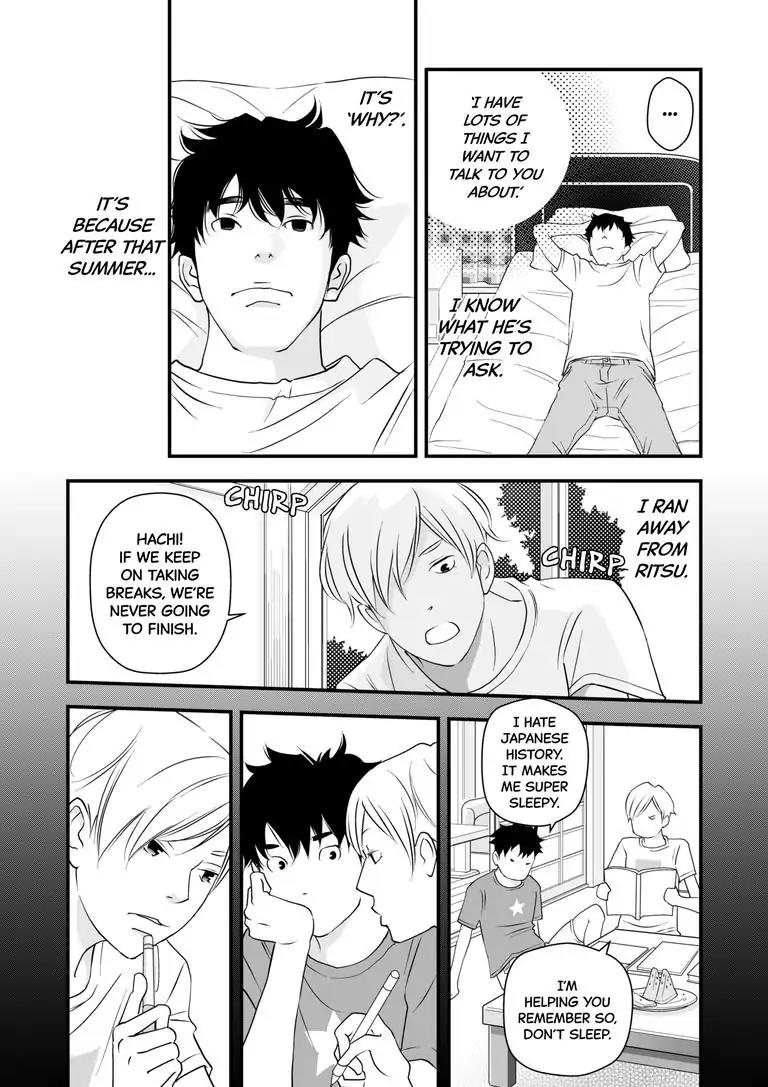 ...
'I HAVE
LOTS OF
THINGS I
WANT TO
TALK TO YOU
ABOUT.'
I KNOW
WHAT HE'S
TRYING TO
ASK.
IT'S
'WHY?'.
IT'S
BECAUSE
AFTER THAT
SUMMER...
I RAN
AWAY
FROM
RITSU.
CHIRP
CHIRP
HACHI!
IF WE KEEP
ON TAKING
BREAKS, WE'RE
NEVER GOING
TO FINISH.
I HATE
JAPANESE
HISTORY.
IT MAKES
ME SUPER
SLEEPY.
I'M
HELPING YOU
REMEMBER SO,
DON'T SLEEP.